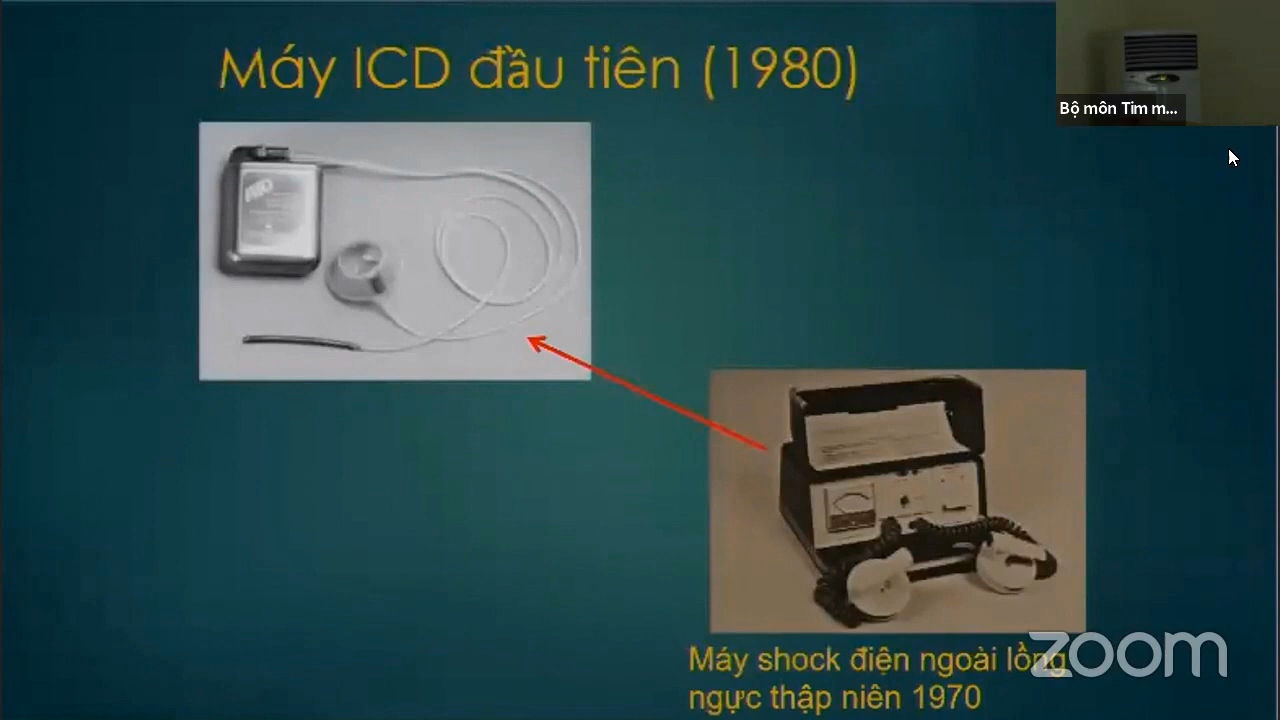 Máy ICD đầu tiên (1980)
Bộ môn Tim m...
Máy shock điện ngoài lồng
ngực thập niên 1970
zoom